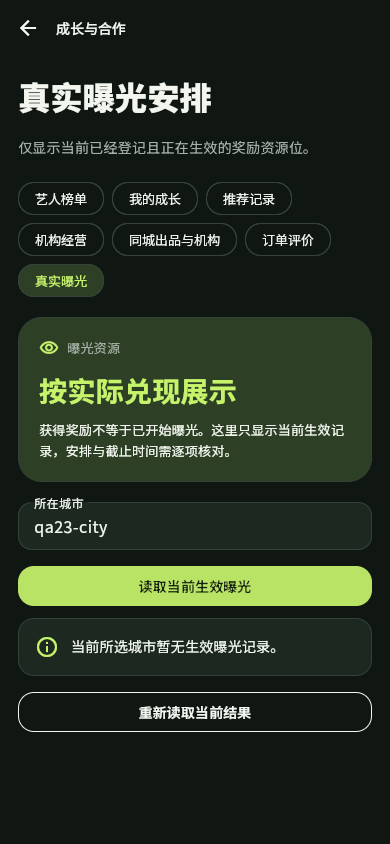 成长与合作
真实曝光安排
仅显示当前已经登记且正在生效的奖励资源位。
艺人榜单 我的成长 推荐记录
机构经营 同城出品与机构 订单评价
真实曝光
曝光资源
按实际兑现展示
获得奖励不等于已开始曝光。这里只显示当前生效记
录，安排与截止时间需逐项核对。
所在城市
qa23-city
读取当前生效曝光
当前所选城市暂无生效曝光记录。
重新读取当前结果